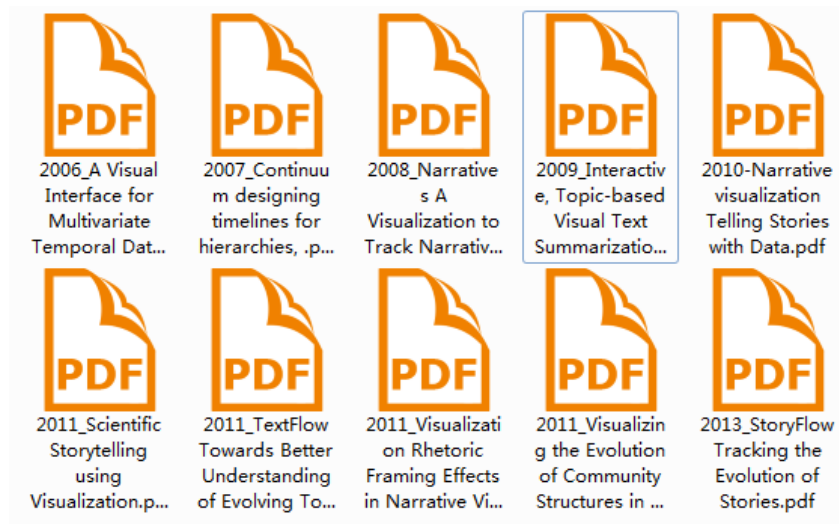 PDF
PDF
PDF
PDF
PDF
2006_A Visual
Interface for
Multivariate
Temporal Dat...
2007_Continuu
m designing
timelines for
hierarchies, .p...
2008_Narrative
s A
Visualization to
Track Narrativ...
2009_Interactiv
e, Topic-based
Visual Text
Summarizatio...
2010-Narrative
visualization
Telling Stories
with Data.pdf
PDF
PDF
PDF
PDF
PDF
2011_Scientific
Storytelling
using
Visualization.p...
2011_TextFlow
Towards Better
Understanding
of Evolving To...
2011_Visualizati
on Rhetoric
Framing Effects
in Narrative Vi...
2011_Visualizin
g the Evolution
of Community
Structures in ...
2013_StoryFlow
Tracking the
Evolution of
Stories.pdf